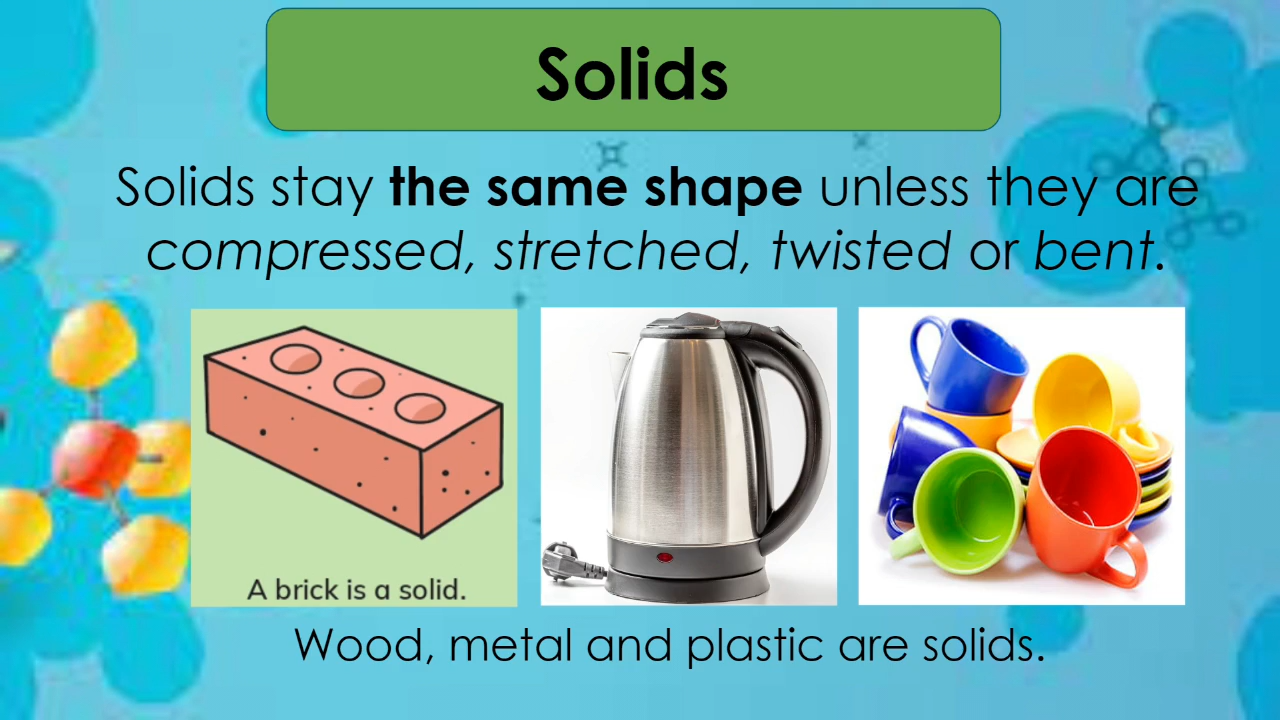 Solids
Solids stay the same shape unless they are
compressed, stretched, twisted or bent.
A brick is a solid.
Wood, metal and plastic are solids.